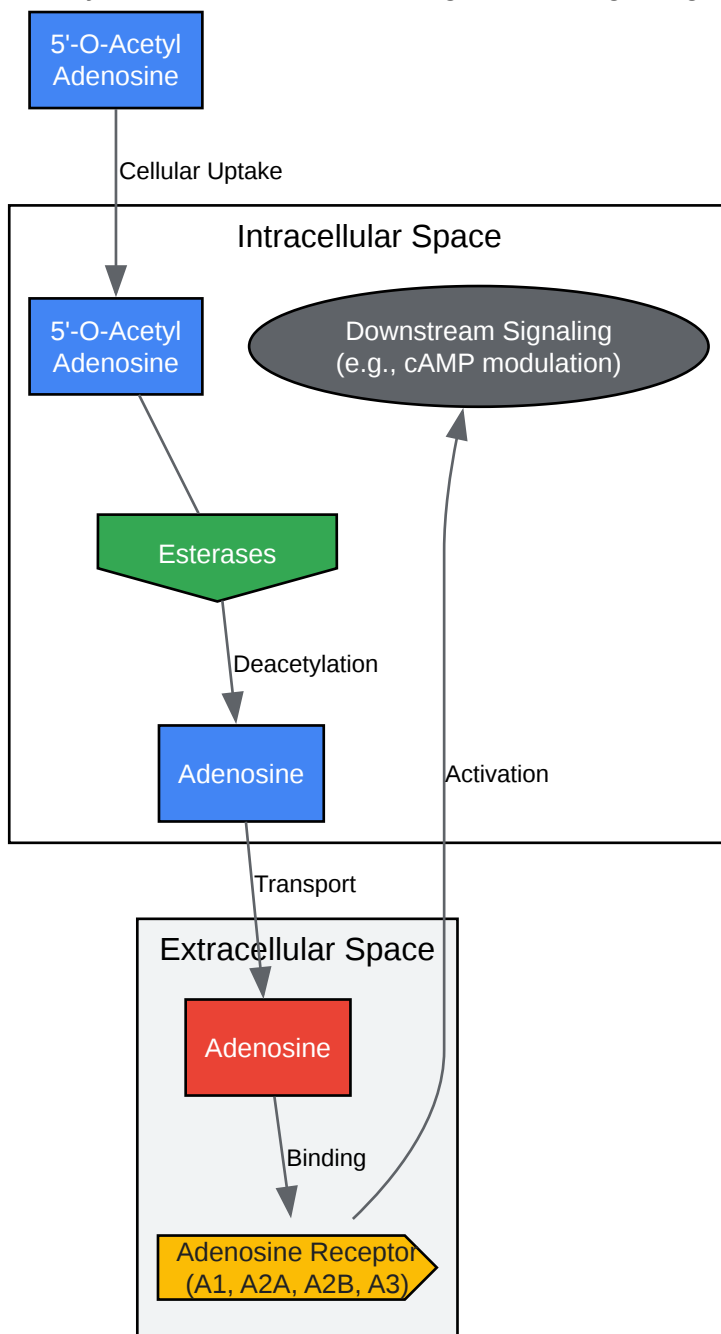 5'-O-Acetyl
Adenosine
Cellular Uptake
Intracellular Space
5'-O-Acetyl
Adenosine
Downstream Signaling
(e.g., cAMP modulation)
Esterases
Deacetylation
Adenosine
Activation
Transport
Extracellular Space
Adenosine
Binding
Adenosine Receptor
(A1, A2A, A2B, A3)